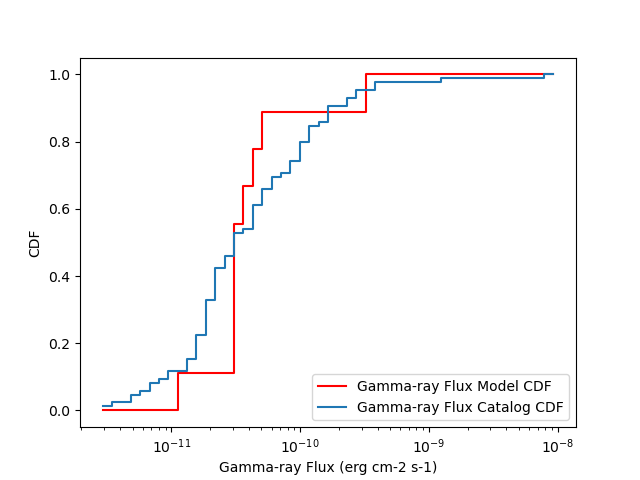 1.0
0.8
0.6
0.4
0.2
0.0
CDF
10⁻¹¹
10⁻¹⁰
10⁻⁹
10⁻⁸
Gamma-ray Flux (erg cm-2 s-1)
Gamma-ray Flux Model CDF
Gamma-ray Flux Catalog CDF